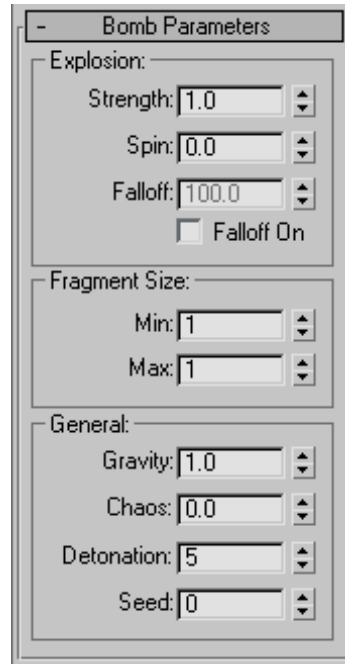 - Bomb Parameters
Explosion:
Strength: 1.0
Spin: 0.0
Falloff: 100.0
Falloff On
Fragment Size:
Min: 1
Max: 1
General:
Gravity: 1.0
Chaos: 0.0
Detonation: 5
Seed: 0